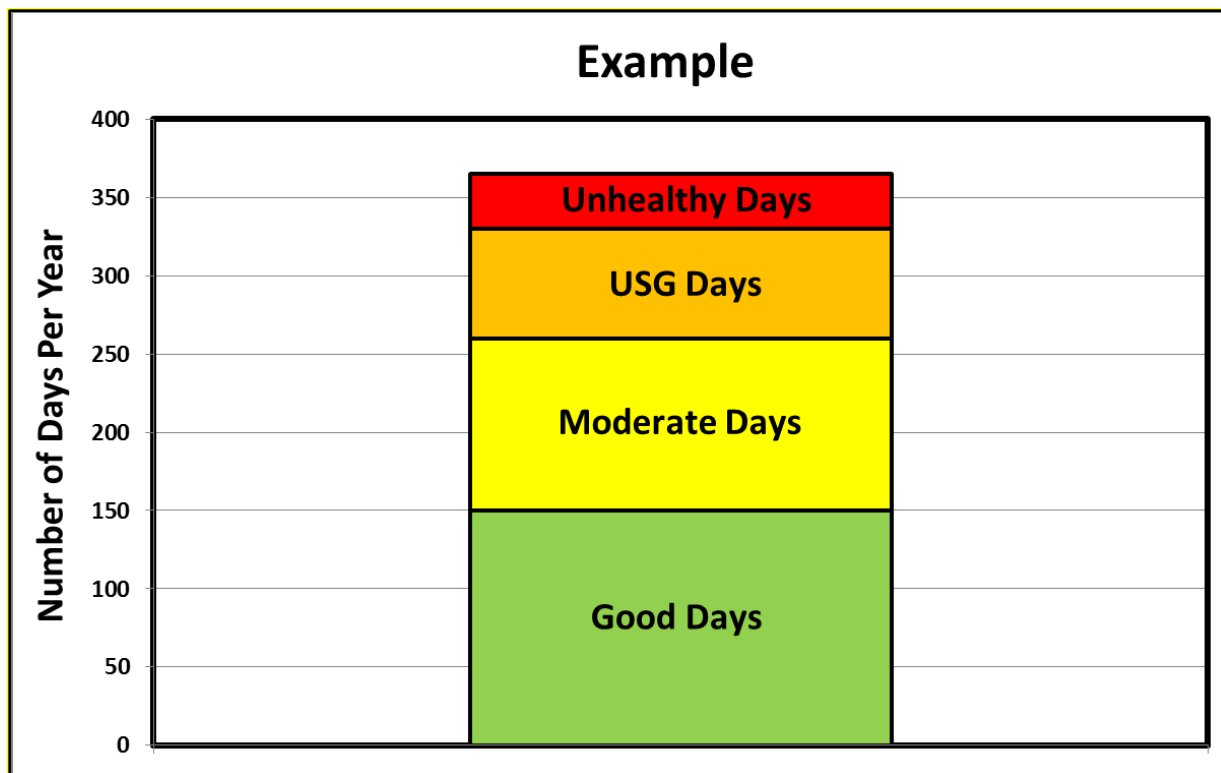 Example
Number of Days Per Year
400
350
300
250
200
150
100
50
0
Unhealthy Days
USG Days
Moderate Days
Good Days